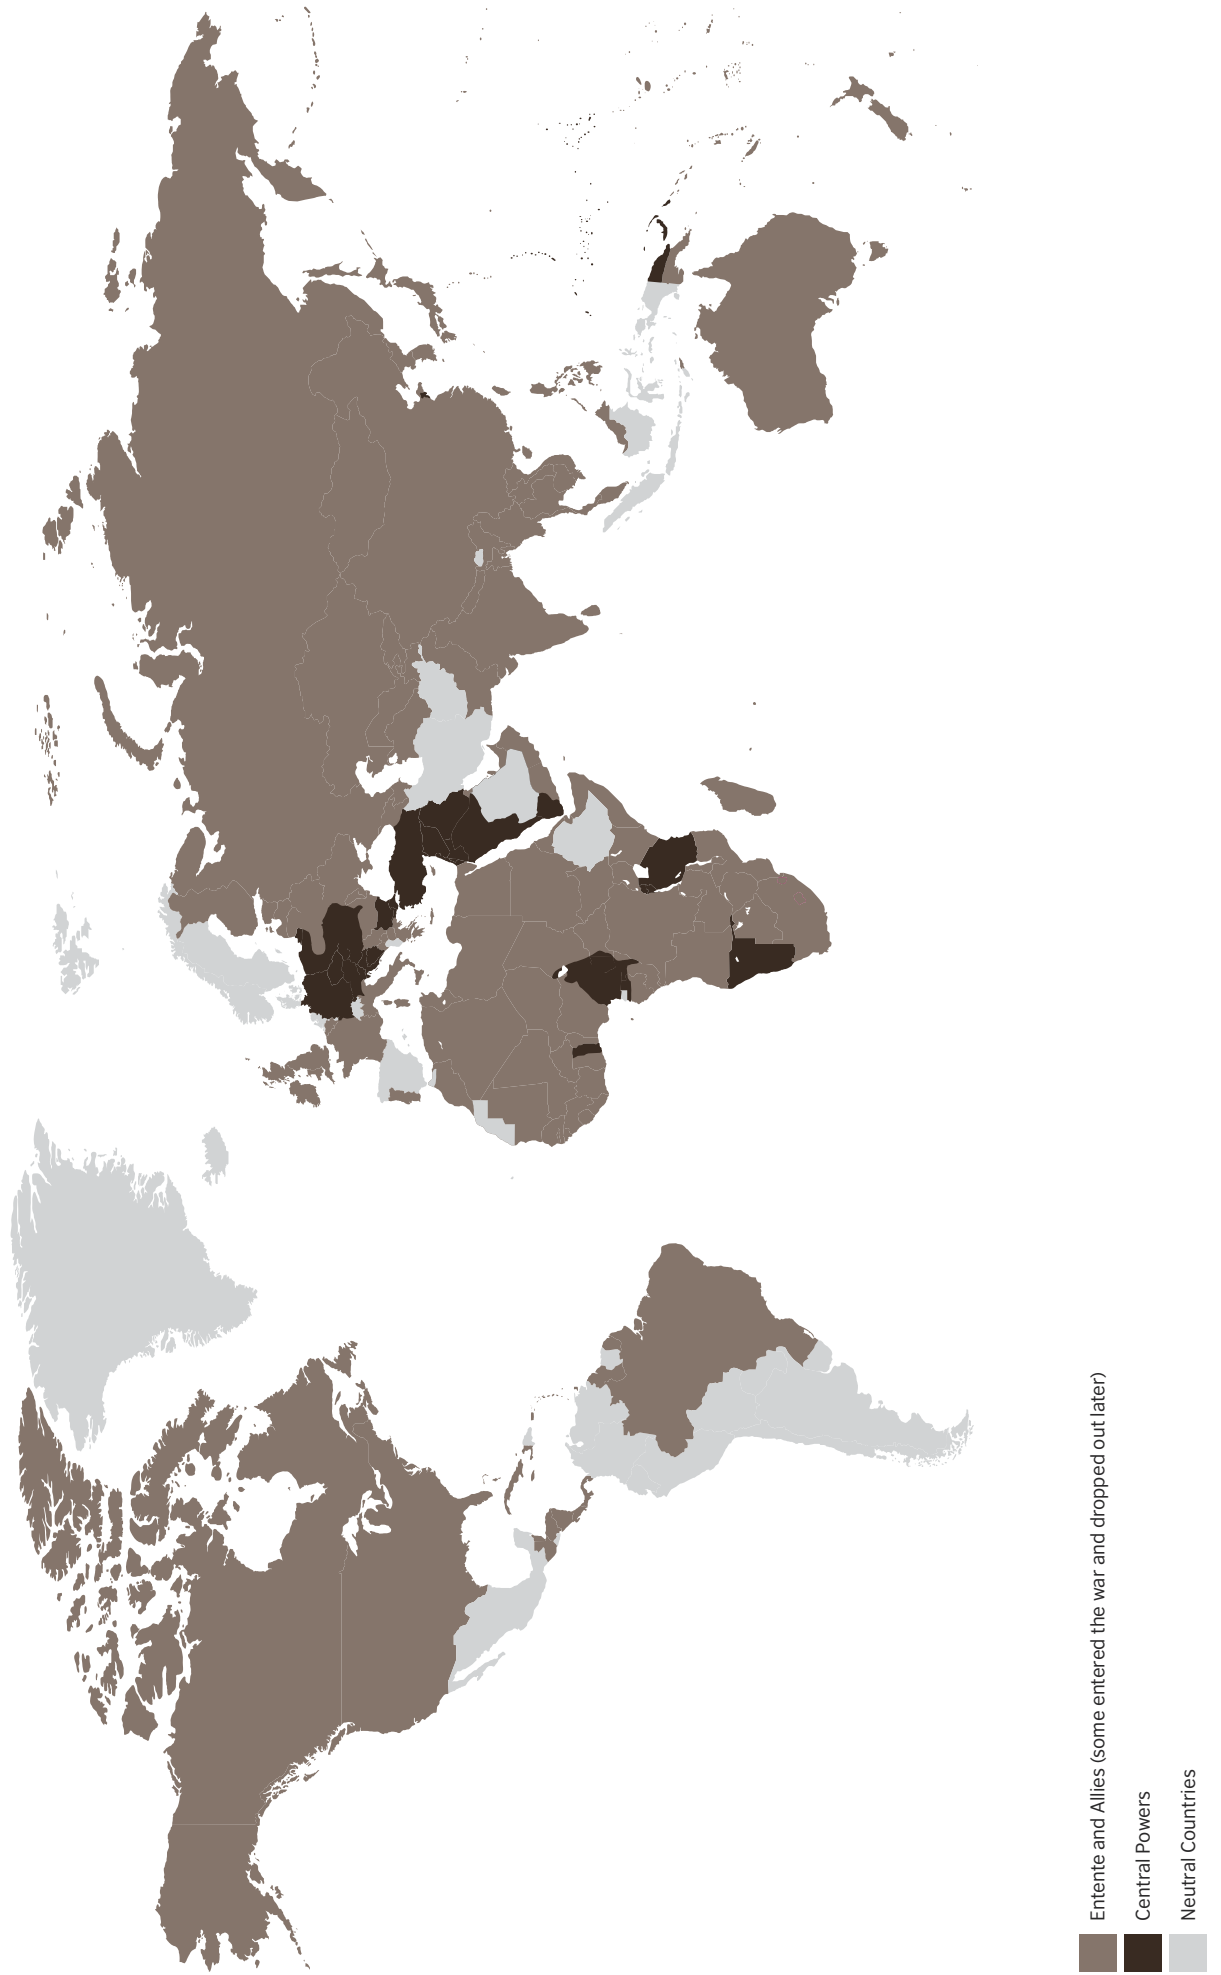 Entente and Allies (some entered the war and dropped out later)
Central Powers
Neutral Countries